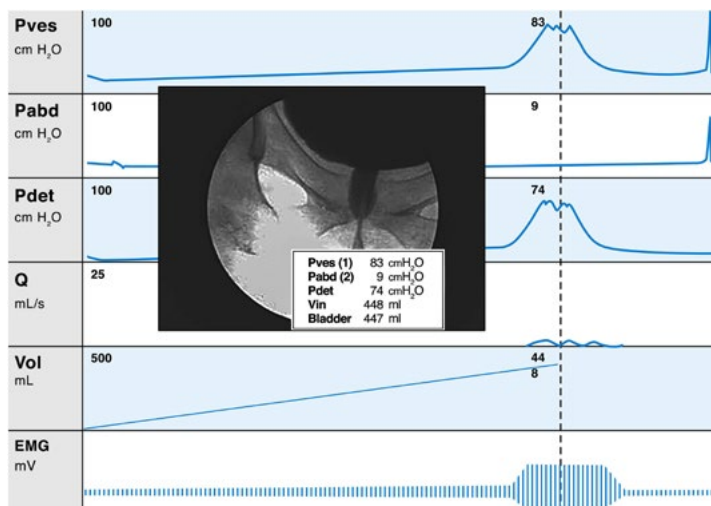 Pves
cm H₂O
100
83
Pabd
cm H₂O
100
9
Pdet
cm H₂O
100
74
Pves (1) 83 cmH₂O
Pabd (2) 9 cmH₂O
Pdet 74 cmH₂O
Vin 448 ml
Bladder 447 ml
Q
mL/s
25
Vol
mL
500
44
8
EMG
mV